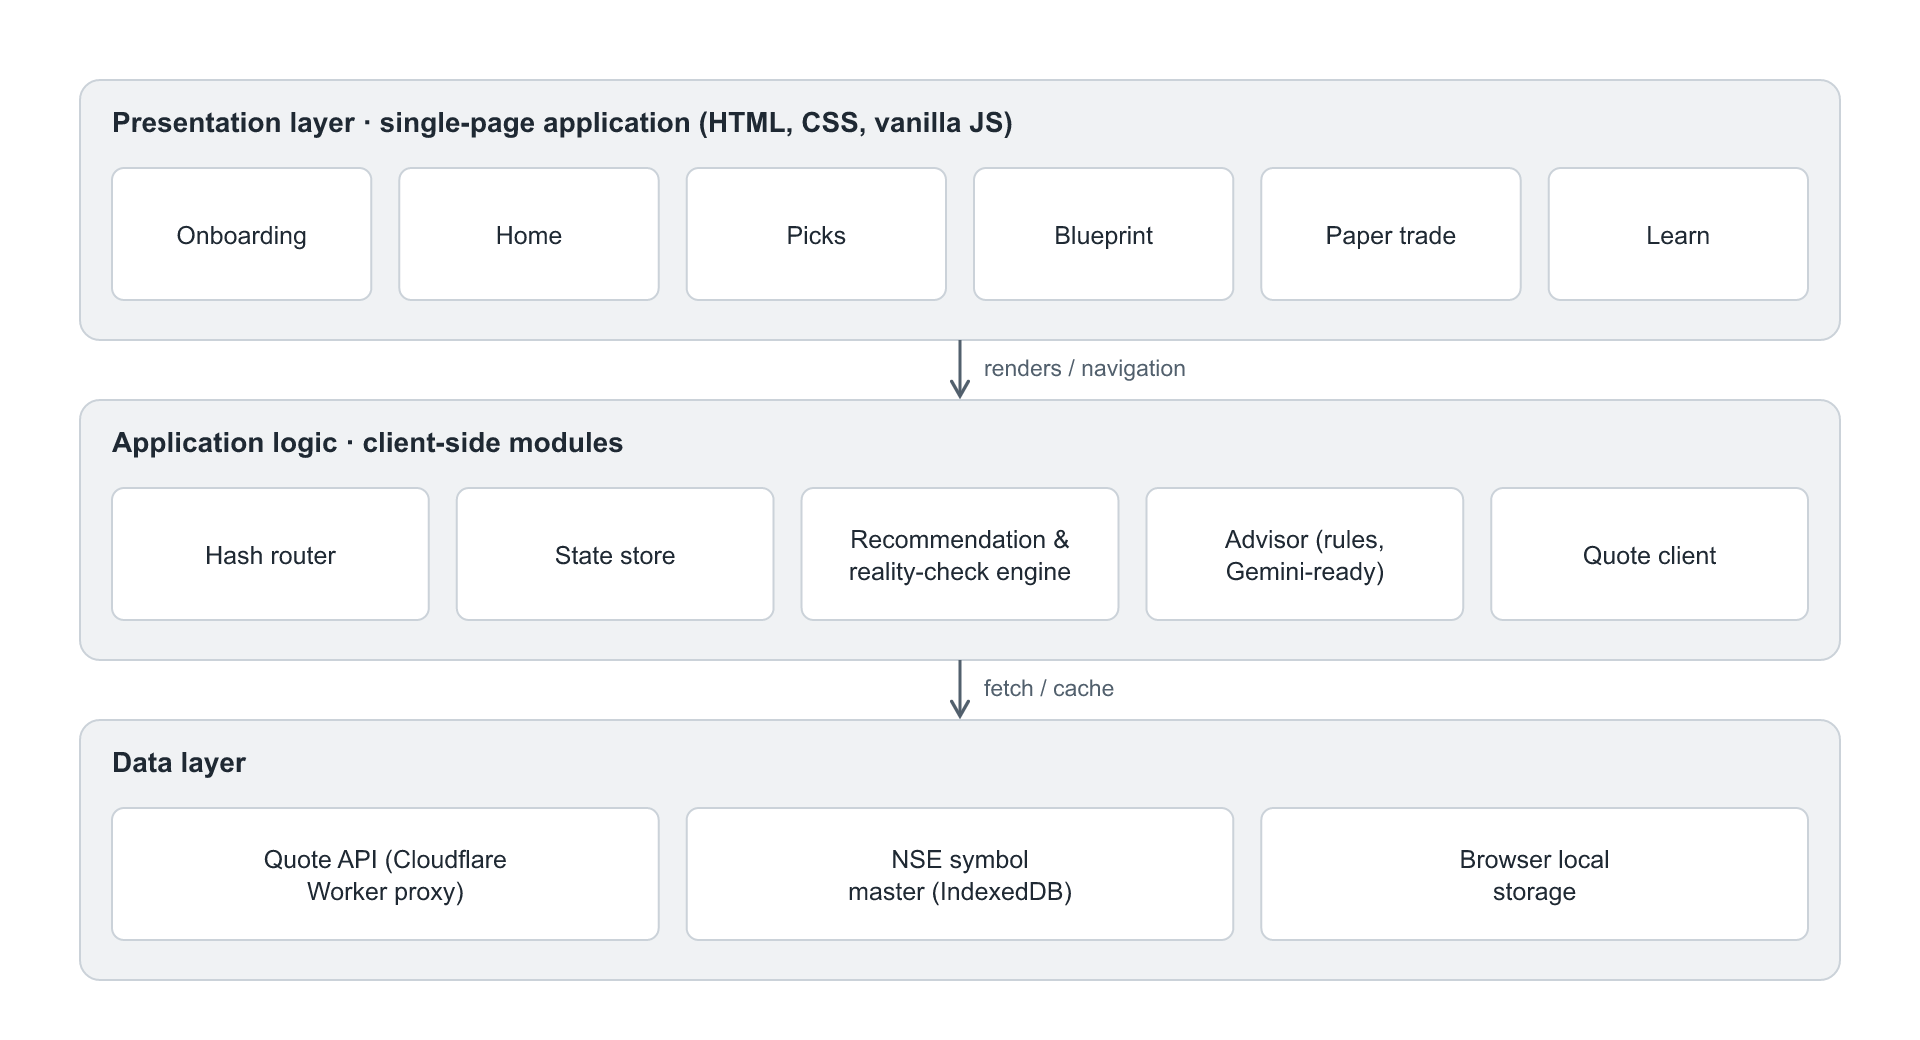 Presentation layer · single-page application (HTML, CSS, vanilla JS)
Onboarding
Home
Picks
Blueprint
Paper trade
Learn
renders / navigation
Application logic · client-side modules
Hash router
State store
Recommendation &
reality-check engine
Advisor (rules,
Gemini-ready)
Quote client
fetch / cache
Data layer
Quote API (Cloudflare
Worker proxy)
NSE symbol
master (IndexedDB)
Browser local
storage